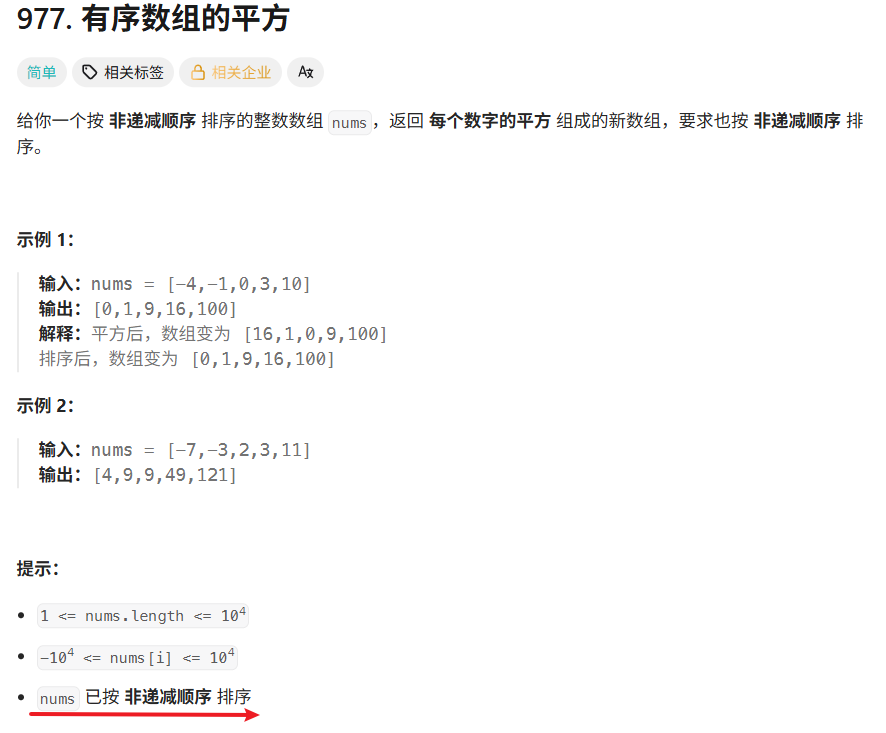 977. 有序数组的平方
简单 相关标签 相关企业
给你一个按 非递减顺序 排序的整数数组 nums，返回 每个数字的平方 组成的新数组，要求也按 非递减顺序 排
序。
示例 1：
输入：nums = [-4,-1,0,3,10]
输出：[0,1,9,16,100]
解释：平方后，数组变为 [16,1,0,9,100]
排序后，数组变为 [0,1,9,16,100]
示例 2：
输入：nums = [-7,-3,2,3,11]
输出：[4,9,9,49,121]
提示：
• 1 <= nums.length <= 10⁴
• -10⁴ <= nums[i] <= 10⁴
• nums 已按 非递减顺序 排序